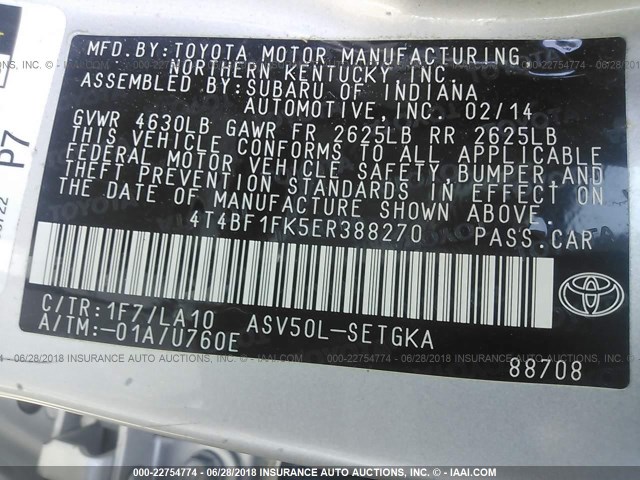 MFD.BY:TOYOTA MOTOR MANUFACTURING,
NORTHERN KENTUCKY INC.
ASSEMBLED BY:SUBARU OF INDIANA
AUTOMOTIVE,INC. 02/14
GVWR 4630LB GAWR FR 2625LB RR 2625LB
THIS VEHICLE CONFORMS TO ALL APPLICABLE
FEDERAL MOTOR VEHICLE SAFETY,BUMPER AND
THEFT PREVENTION STANDARDS IN EFFECT ON
THE DATE OF MANUFACTURE SHOWN ABOVE.
4T4BF1FK5ER388270 PASS.CAR
C/TR:1F7/LA10
A/TM:-01A/U760E
ASV50L-SETGKA
TOYOTA
88708
P7
000-22754774 - 06/28/2018 INSURANCE AUTO AUCTIONS - IAAI.COM